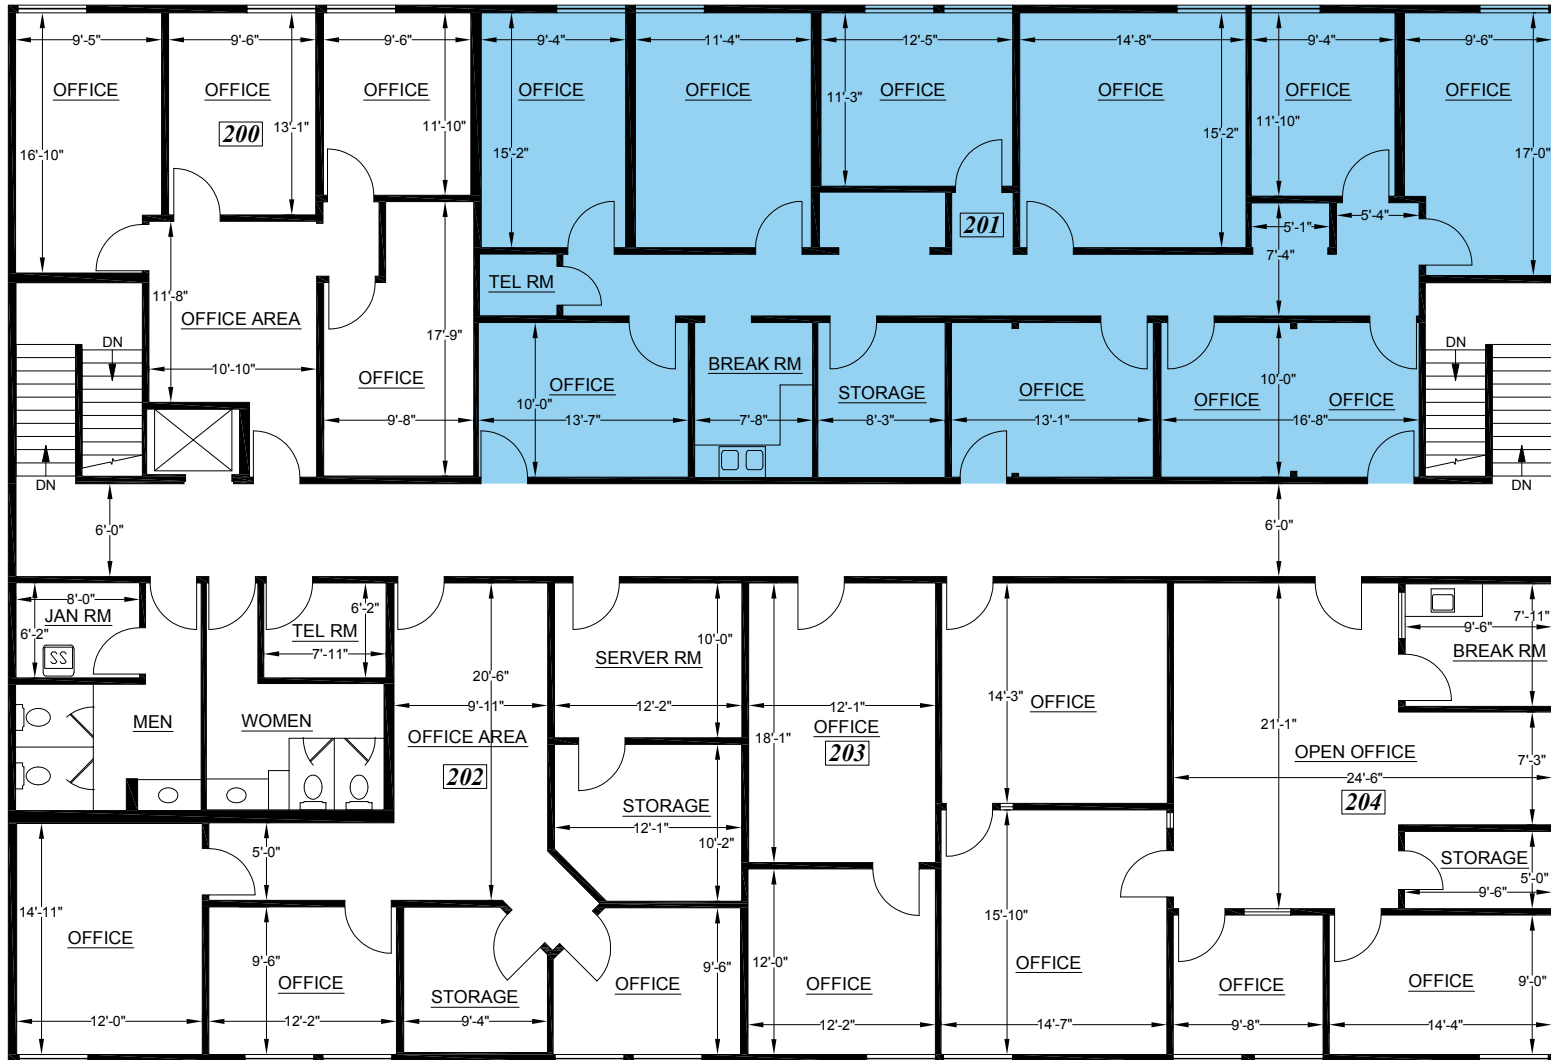 9'-5"
9'-6"
9'-6"
9'-4"
11'-4"
12'-5"
14'-8"
9'-4"
9'-6"
OFFICE
OFFICE
OFFICE
OFFICE
OFFICE
OFFICE
OFFICE
OFFICE
OFFICE
11'-3"
200
13'-1"
11'-10"
15'-2"
15'-2"
11'-10"
16'-10"
17'-0"
201
5'-1"
5'-4"
7'-4"
TEL RM
11'-8"
OFFICE AREA
17'-9"
DN
10'-10"
OFFICE
9'-8"
OFFICE
10'-0"
13'-7"
BREAK RM
7'-8"
STORAGE
8'-3"
OFFICE
13'-1"
10'-0"
OFFICE
OFFICE
16'-8"
DN
DN
DN
6'-0"
6'-0"
8'-0"
JAN RM
6'-2"
SS
6'-2"
TEL RM
7'-11"
MEN
WOMEN
20'-6"
9'-11"
OFFICE AREA
202
10'-0"
SERVER RM
12'-2"
STORAGE
12'-1"
10'-2"
12'-1"
OFFICE
18'-1"
203
14'-3"
OFFICE
21'-1"
OPEN OFFICE
24'-6"
204
7'-11"
9'-6"
BREAK RM
7'-3"
STORAGE
5'-0"
9'-6"
5'-0"
14'-11"
OFFICE
12'-0"
9'-6"
OFFICE
12'-2"
STORAGE
9'-4"
OFFICE
9'-6"
12'-0"
OFFICE
12'-2"
15'-10"
OFFICE
14'-7"
OFFICE
9'-8"
OFFICE
9'-0"
14'-4"